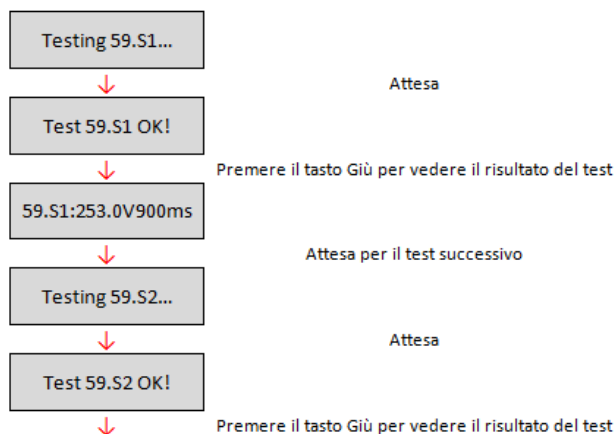 Testing 59.S1...
Attesa
Test 59.S1 OK!
Premere il tasto Giù per vedere il risultato del test
59.S1:253.0V900ms
Attesa per il test successivo
Testing 59.S2...
Attesa
Test 59.S2 OK!
Premere il tasto Giù per vedere il risultato del test